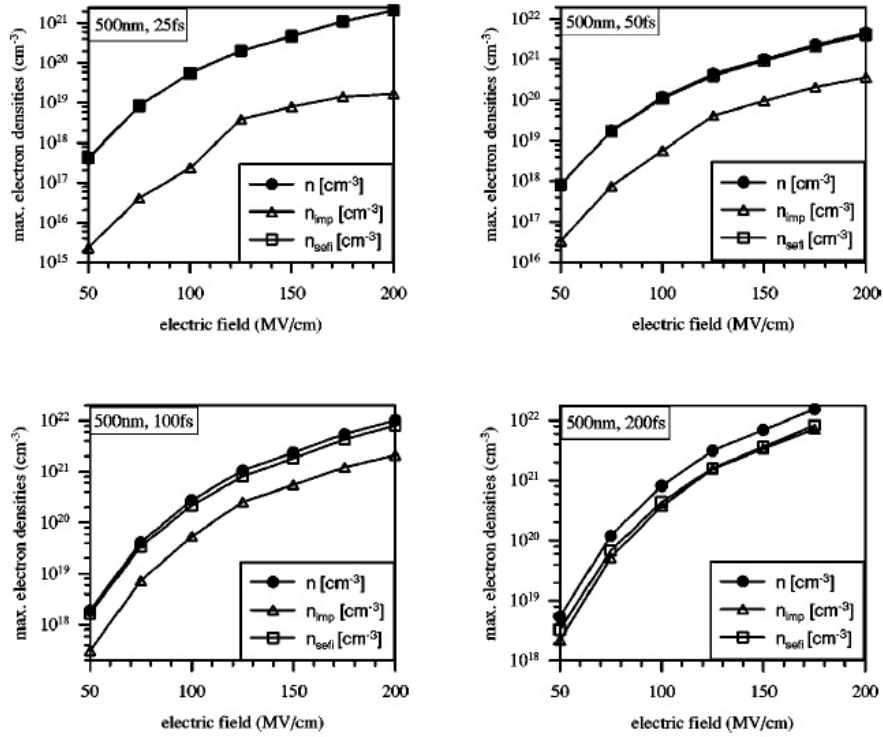 500nm, 25fs
max. electron densities (cm⁻³)
10²¹
10²⁰
10¹⁹
10¹⁸
10¹⁷
10¹⁶
10¹⁵
n [cm⁻³]
n_imp [cm⁻³]
n_sefi [cm⁻³]
50 100 150 200
electric field (MV/cm)
500nm, 50fs
max. electron densities (cm⁻³)
10²²
10²¹
10²⁰
10¹⁹
10¹⁸
10¹⁷
10¹⁶
n [cm⁻³]
n_imp [cm⁻³]
n_sefi [cm⁻³]
50 100 150 200
electric field (MV/cm)
500nm, 100fs
max. electron densities (cm⁻³)
10²²
10²¹
10²⁰
10¹⁹
10¹⁸
n [cm⁻³]
n_imp [cm⁻³]
n_sefi [cm⁻³]
50 100 150 200
electric field (MV/cm)
500nm, 200fs
max. electron densities (cm⁻³)
10²²
10²¹
10²⁰
10¹⁹
10¹⁸
n [cm⁻³]
n_imp [cm⁻³]
n_sefi [cm⁻³]
50 100 150 200
electric field (MV/cm)